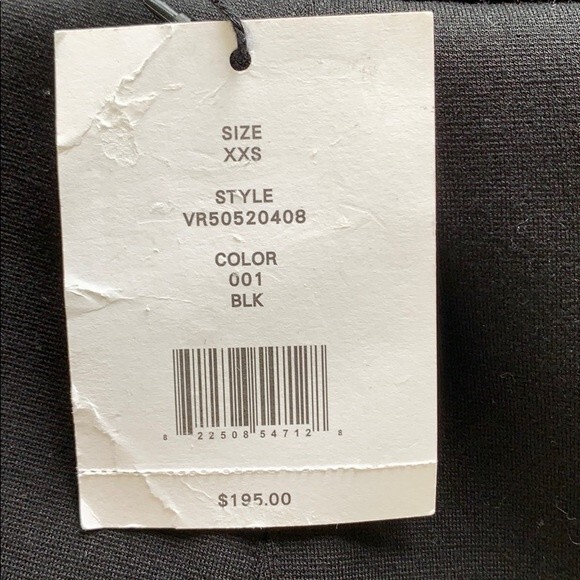 SIZE
XXS
STYLE
VR50520408
COLOR
001
BLK
8 22508 54712 8
$195.00